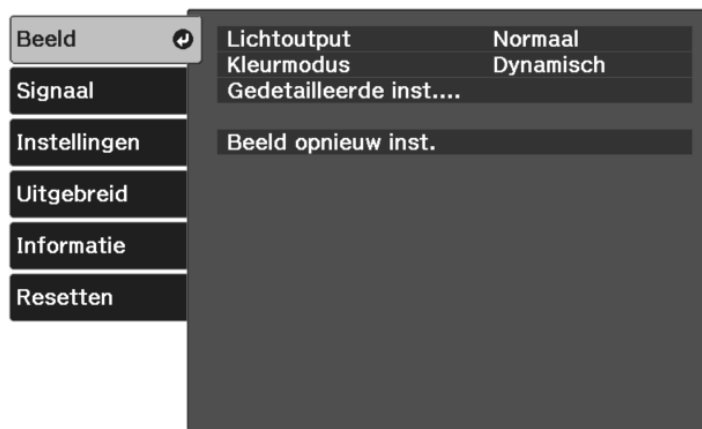 Beeld
Signaal
Instellingen
Uitgebreid
Informatie
Resetten
Lichtoutput Normaal
Kleurmodus Dynamisch
Gedetailleerde inst....
Beeld opnieuw inst.